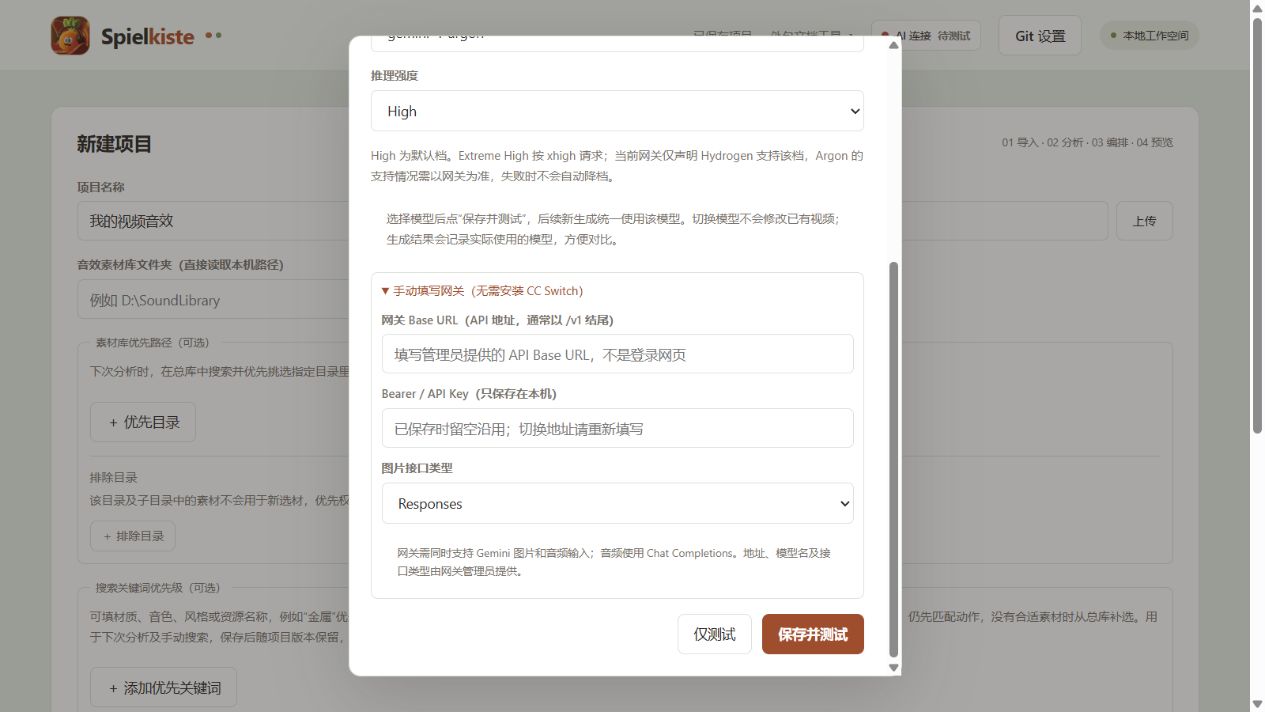 Spielkiste
AI 连接 待测试
Git 设置
本地工作空间
新建项目
01 导入 · 02 分析 · 03 编排 · 04 预览
项目名称
我的视频音效
上传
音效素材库文件夹（直接读取本机路径）
例如 D:\SoundLibrary
素材库优先路径（可选）
下次分析时，在总库中搜索并优先挑选指定目录里
+ 优先目录
排除目录
该目录及子目录中的素材不会用于新选材，优先权
+ 排除目录
搜索关键词优先级（可选）
可填材质、音色、风格或资源名称，例如“金属”优
仍先匹配动作，没有合适素材时从总库补选。用
于下次分析及手动搜索，保存后随项目版本保留，
+ 添加优先关键词
推理强度
High
High 为默认档。Extreme High 按 xhigh 请求；当前网关仅声明 Hydrogen 支持该档，Argon 的
支持情况需以网关为准，失败时不会自动降档。
选择模型后点“保存并测试”，后续新生成统一使用该模型。切换模型不会修改已有视频；
生成结果会记录实际使用的模型，方便对比。
▼ 手动填写网关（无需安装 CC Switch）
网关 Base URL（API 地址，通常以 /v1 结尾）
填写管理员提供的 API Base URL，不是登录网页
Bearer / API Key（只保存在本机）
已保存时留空沿用；切换地址请重新填写
图片接口类型
Responses
网关需同时支持 Gemini 图片和音频输入；音频使用 Chat Completions。地址、模型名及接
口类型由网关管理员提供。
仅测试
保存并测试